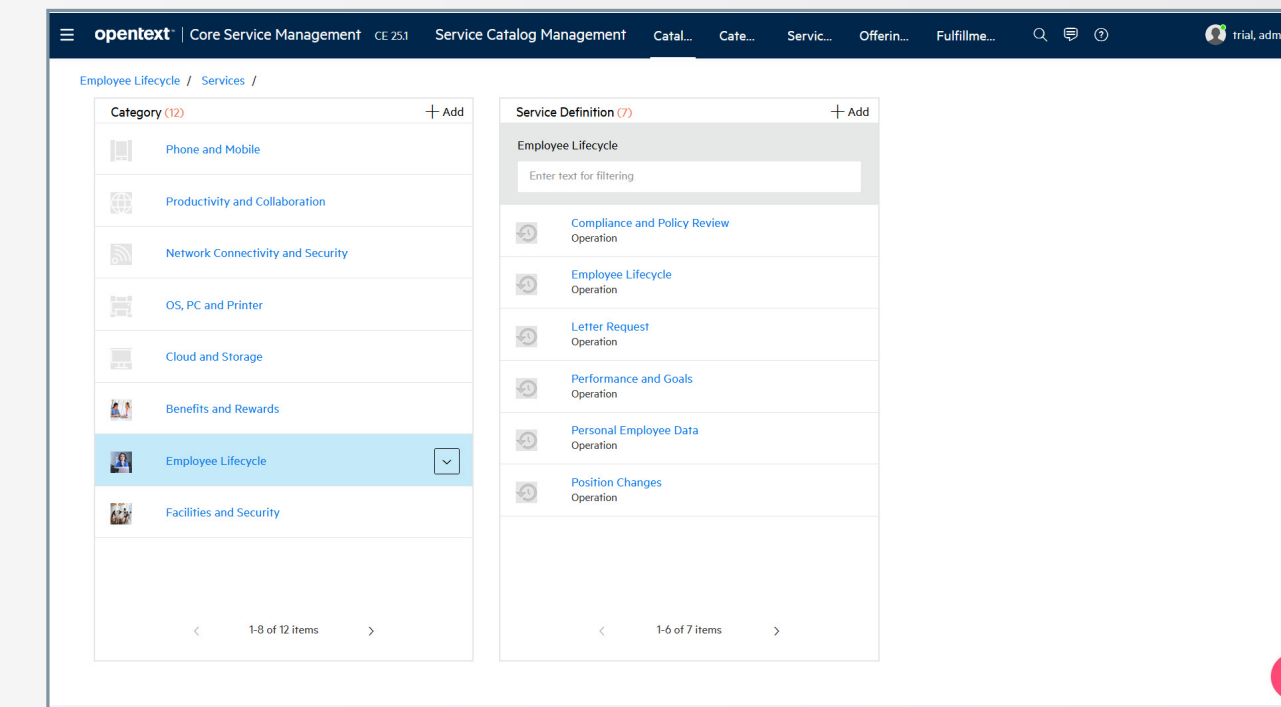 opentext™ | Core Service Management CE 25.1 Service Catalog Management Catal... Cate... Servic... Offerin... Fulfillme... trial, adm
Employee Lifecycle / Services /
Category (12) + Add
Phone and Mobile
Productivity and Collaboration
Network Connectivity and Security
OS, PC and Printer
Cloud and Storage
Benefits and Rewards
Employee Lifecycle
Facilities and Security
1-8 of 12 items
Service Definition (7) + Add
Employee Lifecycle
Enter text for filtering
Compliance and Policy Review
Operation
Employee Lifecycle
Operation
Letter Request
Operation
Performance and Goals
Operation
Personal Employee Data
Operation
Position Changes
Operation
1-6 of 7 items